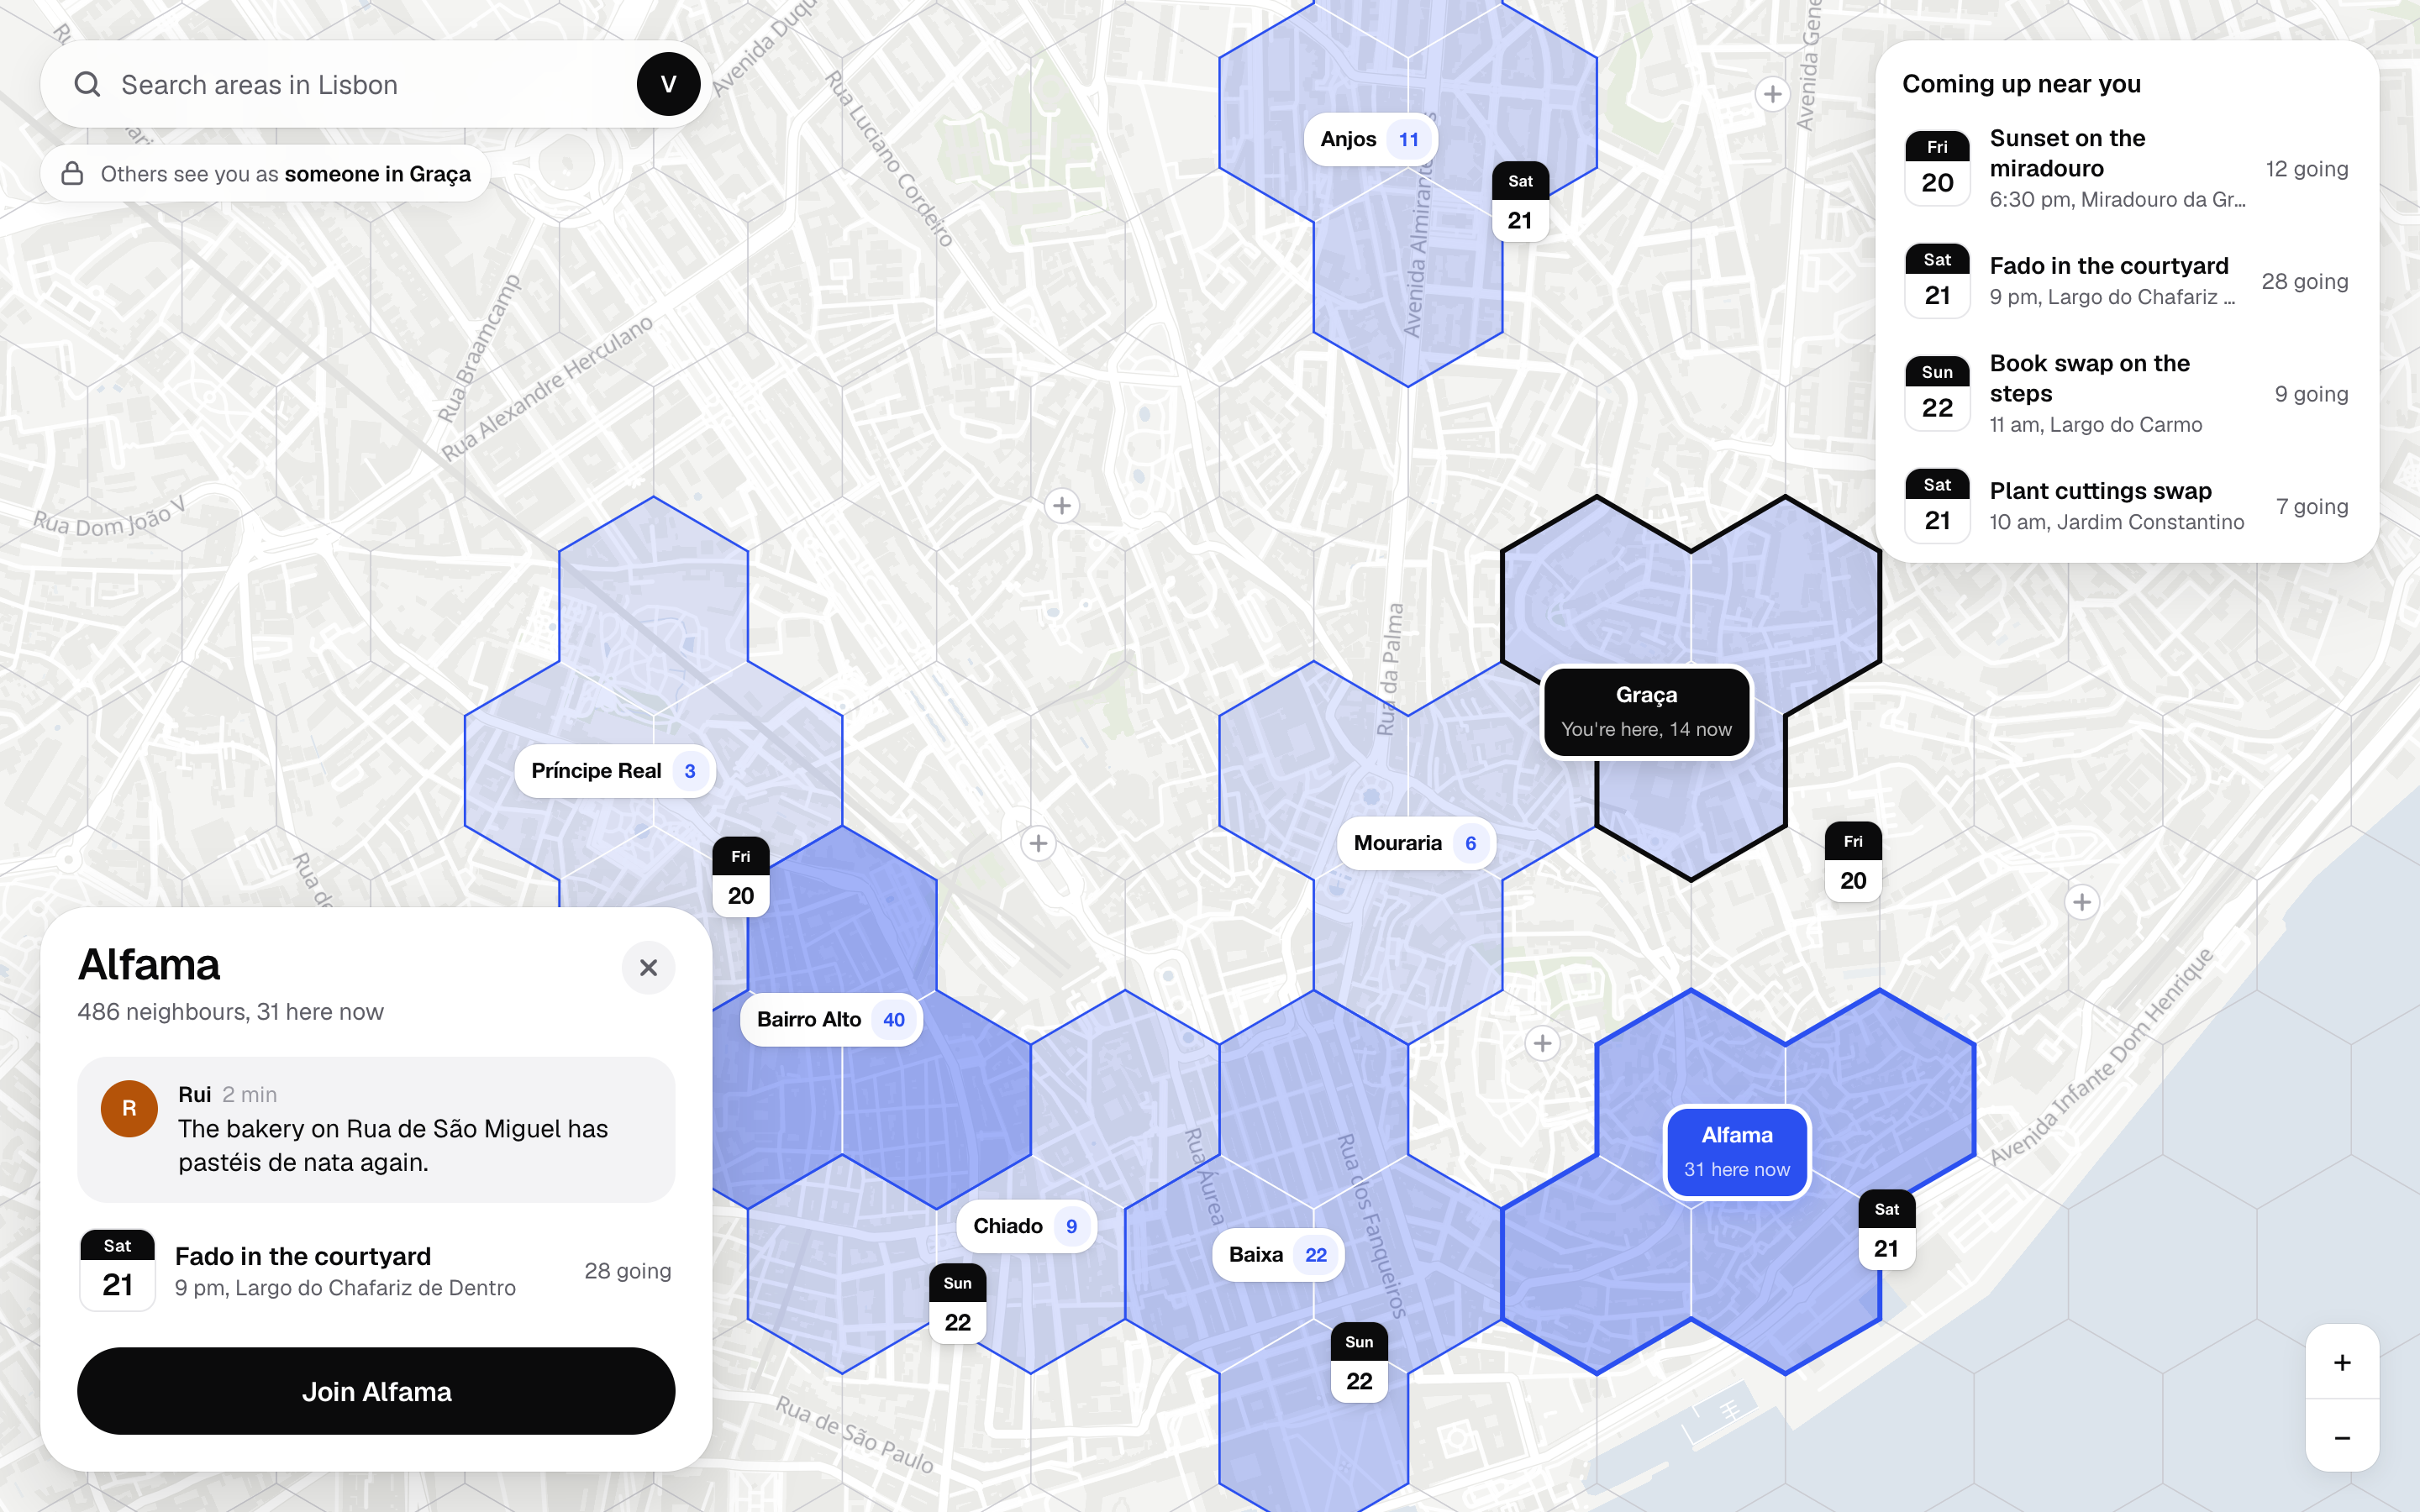 Search areas in Lisbon
V
Others see you as someone in Graça
Avenida Duqu
Rua Luciano Cordeiro
Rua Braamcamp
Rua Alexandre Herculano
Rua Dom João V
Rua de
Anjos 11
Sat
21
Avenida Almirante
Avenida Gene
Coming up near you
Fri
20
Sunset on the
miradouro
6:30 pm, Miradouro da Gr...
12 going
Sat
21
Fado in the courtyard
9 pm, Largo do Chafariz ...
28 going
Sun
22
Book swap on the
steps
11 am, Largo do Carmo
9 going
Sat
21
Plant cuttings swap
10 am, Jardim Constantino
7 going
Rua da Palma
Graça
You're here, 14 now
Príncipe Real 3
Mouraria 6
Fri
20
Fri
20
Bairro Alto 40
Alfama
31 here now
Avenida Infante Dom Henrique
Sat
21
Chiado 9
Sun
22
Rua Áurea
Baixa 22
Rua dos Fanqueiros
Sun
22
Rua de São Paulo
Alfama
486 neighbours, 31 here now
R
Rui 2 min
The bakery on Rua de São Miguel has
pastéis de nata again.
Sat
21
Fado in the courtyard
9 pm, Largo do Chafariz de Dentro
28 going
Join Alfama
+
−